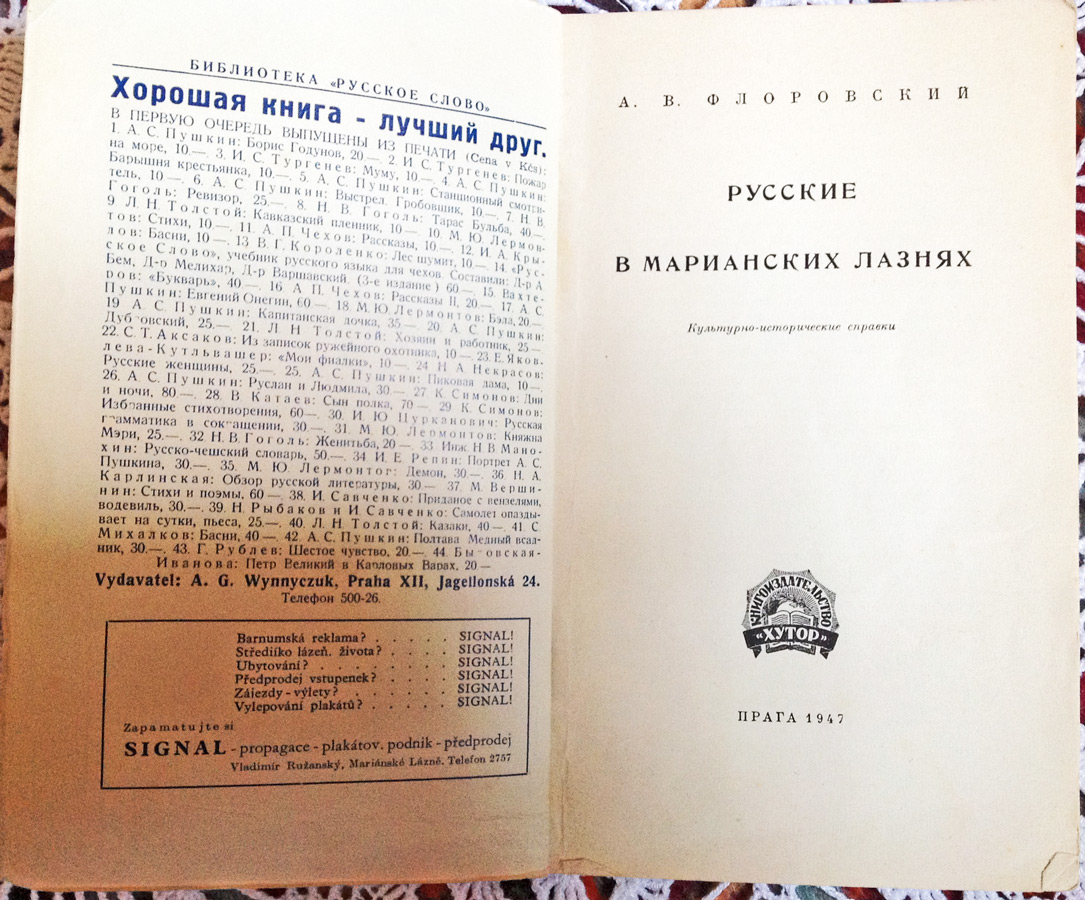 БИБЛИОТЕКА «РУССКОЕ СЛОВО»
Хорошая книга - лучший друг.
В ПЕРВУЮ ОЧЕРЕДЬ ВЫПУЩЕНЫ ИЗ ПЕЧАТИ (Cena v Kčs)
1. А. С. Пушкин: Борис Годунов, 20.—. 2. И С. Тургенев: Пожар
на море, 10.—. 3. И. С. Тургенев: Муму, 10.— 4. А. С. Пушкин:
Барышня крестьянка, 10.—. 5. А. С. Пушкин: Станционный смотри-
тель, 10.—. 6. А. С. Пушкин: Выстрел. Гробовщик, 10.—. 7. Н. В.
Гоголь: Ревизор, 25.—. 8. Н. В. Гоголь: Тарас Бульба, 40.—.
9 Л. Н. Толстой: Кавказский пленник, 10—. 10. М. Ю. Лермон-
тов: Стихи, 10.—. 11. А. П. Чехов: Рассказы, 10—. 12. И. А. Кры-
лов: Басни, 10—. 13 В. Г. Короленко: Лес шумит, 10.—. 14. «Рус-
ское Слово», учебник русского языка для чехов. Составили: Д-р А
Бем, Д-р Мелихар, Д-р Варшавский. (3-е издание) 60—. 15. Вахте-
ров: «Букварь», 40—. 16 А. П. Чехов: Рассказы II, 20—. 17. А. С.
Пушкин: Евгений Онегин, 60—. 18. М. Ю. Лермонтов: Бэла, 20—.
19 А. С. Пушкин: Капитанская дочка, 35—. 20. А. С. Пушкин:
Дубровский, 25.—. 21. Л. Н Толстой: Хозяин и работник, 25—
22. С. Т. Аксаков: Из записок ружейного охотника, 10— 23. Е. Яков-
лева-Кутльвашер: «Мои фиалки», 10—. 24 Н А. Некрасов:
Русские женщины, 25.—. 25. А. С. Пушкин: Пиковая дама, 10—.
26. А. С. Пушкин: Руслан и Людмила, 30— 27. К. Симонов: Дни
и ночи, 80.—. 28. В. Катаев: Сын полка, 70— 29 К. Симонов:
Избранные стихотворения, 60—. 30. И. Ю Цурканович: Русская
грамматика в сокращении, 30.—. 31. М. Ю. Лермонтов: Княжна
Мэри, 25.—. 32 Н. В. Гоголь: Женитьба, 20— 33 Инж. Н В Мано-
хин: Русско-чешский словарь, 50.—. 34 И. Е Репин: Портрет А. С.
Пушкина, 30.—. 35. М. Ю. Лермонтог: Демон, 30.—. 36. Н. А.
Карлинская: Обзор русской литературы, 30.— 37. М. Верши-
нин: Стихи и поэмы, 60—. 38. И. Савченко: Приданое с вензелями,
водевиль, 30.—. 39. Н. Рыбаков и И Савченко: Самолет опазды-
вает на сутки, пьеса, 25.—. 40. Л. Н. Толстой: Казаки, 40—. 41. С.
Михалков: Басни, 40—. 42. А. С. Пушкин: Полтава Медный всад-
ник, 30.—. 43. Г. Рублев: Шестое чувство, 20.—. 44.
Иванова: Петр Великий в Карловых Варах, 20—
Vydavatel: A. G. Wynnyczuk, Praha XII, Jagellonská 24.
Телефон 500-26.
Barnumská reklama? . . . . . SIGNAL!
Střediiko lázeň. života? . . . . SIGNAL!
Ubytování? . . . . . . . SIGNAL!
Předprodej vstupenek? . . . . SIGNAL!
Zájezdy - výlety? . . . . . . SIGNAL!
Vylepování plakátů? . . . . . SIGNAL!
Zapamatujte si
SIGNAL - propagace - plakátov. podnik - předprodej
Vladimír Ružanský, Mariánské Lázně. Telefon 2757
А. В. ФЛОРОВСКИЙ
РУССКИЕ
В МАРИАНСКИХ ЛАЗНЯХ
Культурно-исторические справки
КНИГОИЗДАТЕЛЬСТВО
«ХУТОР»
ПРАГА 1947